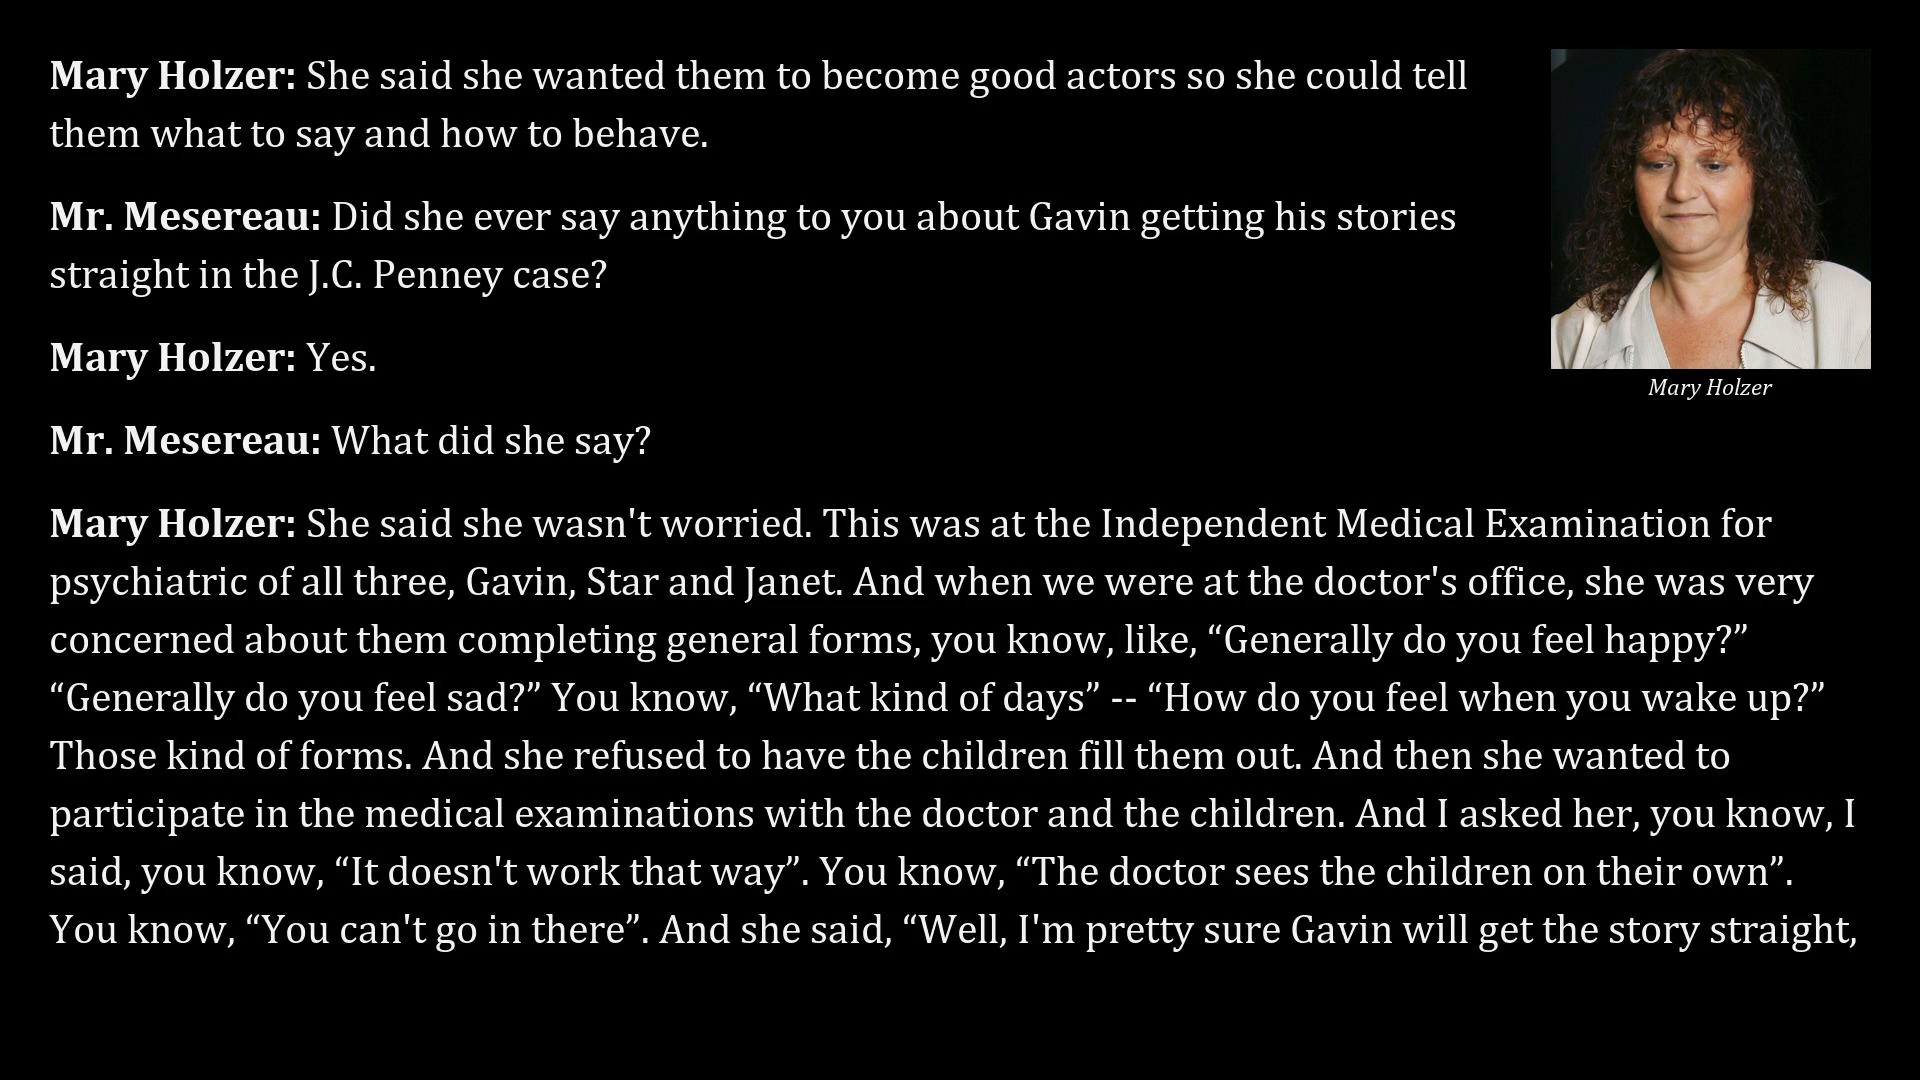 Mary Holzer: She said she wanted them to become good actors so she could tell
them what to say and how to behave.
Mr. Mesereau: Did she ever say anything to you about Gavin getting his stories
straight in the J.C. Penney case?
Mary Holzer: Yes.
Mary Holzer
Mr. Mesereau: What did she say?
Mary Holzer: She said she wasn't worried. This was at the Independent Medical Examination for
psychiatric of all three, Gavin, Star and Janet. And when we were at the doctor's office, she was very
concerned about them completing general forms, you know, like, “Generally do you feel happy?”
“Generally do you feel sad?” You know, “What kind of days” -- “How do you feel when you wake up?”
Those kind of forms. And she refused to have the children fill them out. And then she wanted to
participate in the medical examinations with the doctor and the children. And I asked her, you know, I
said, you know, “It doesn't work that way”. You know, “The doctor sees the children on their own”.
You know, “You can't go in there”. And she said, “Well, I'm pretty sure Gavin will get the story straight,